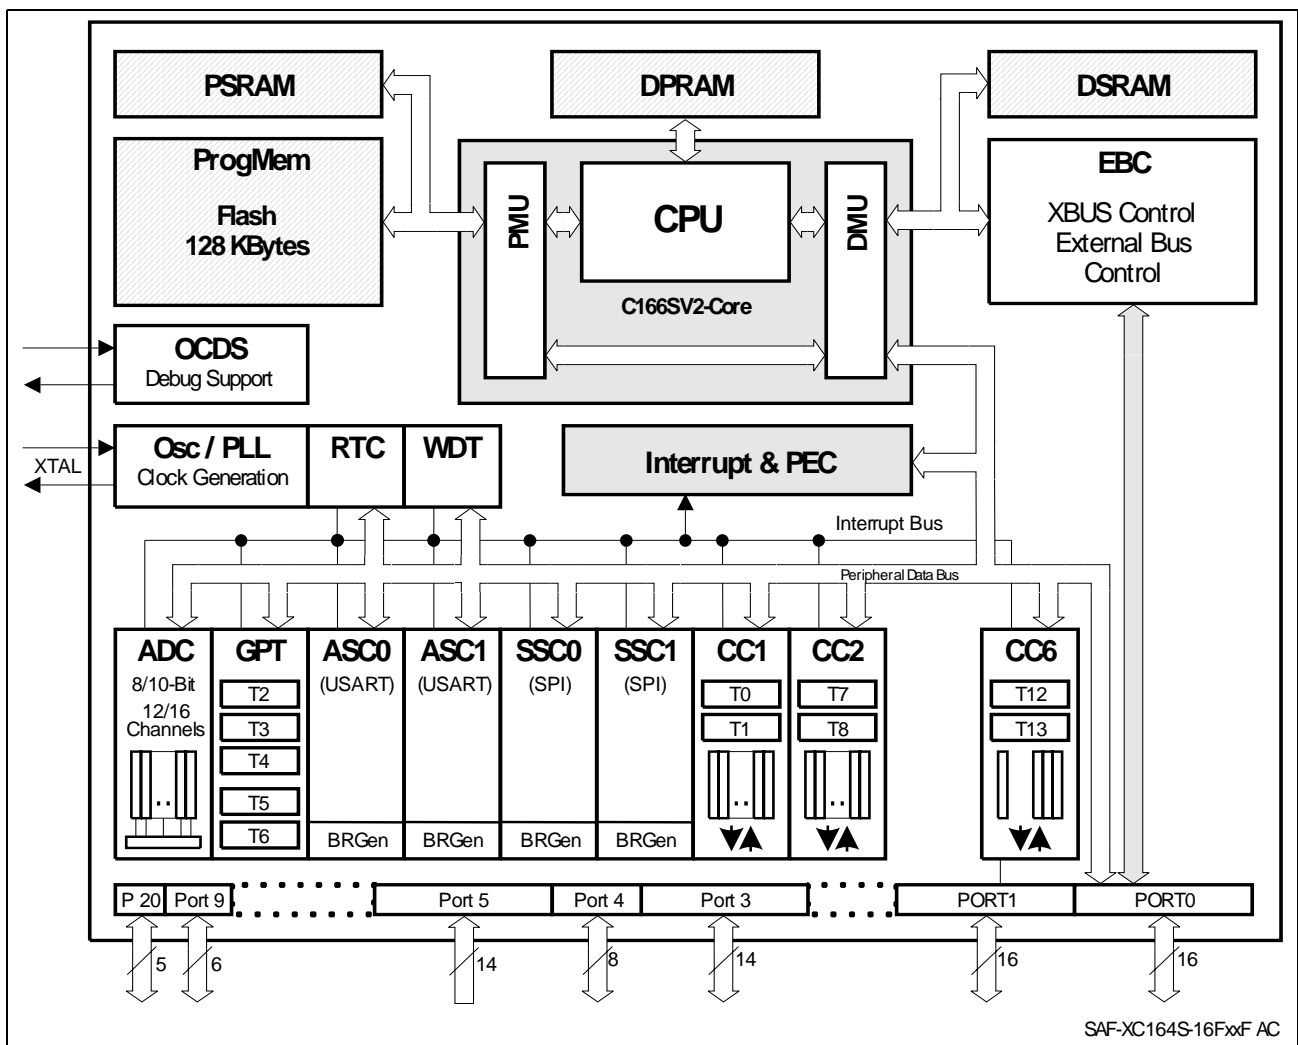 PSRAM
DPRAM
DSRAM
ProgMem
Flash
128 KBytes
PMU
CPU
DMU
C166SV2-Core
EBC
XBUS Control
External Bus
Control
OCDS
Debug Support
XTAL
Osc / PLL
Clock Generation
RTC
WDT
Interrupt & PEC
Interrupt Bus
Peripheral Data Bus
ADC
8/10-Bit
12/16
Channels
GPT
T2
T3
T4
T5
T6
ASC0
(USART)
BRGen
ASC1
(USART)
BRGen
SSC0
(SPI)
BRGen
SSC1
(SPI)
BRGen
CC1
T0
T1
CC2
T7
T8
CC6
T12
T13
P 20
Port 9
Port 5
Port 4
Port 3
PORT1
PORT0
5
6
14
8
14
16
16
SAF-XC164S-16FxxF AC